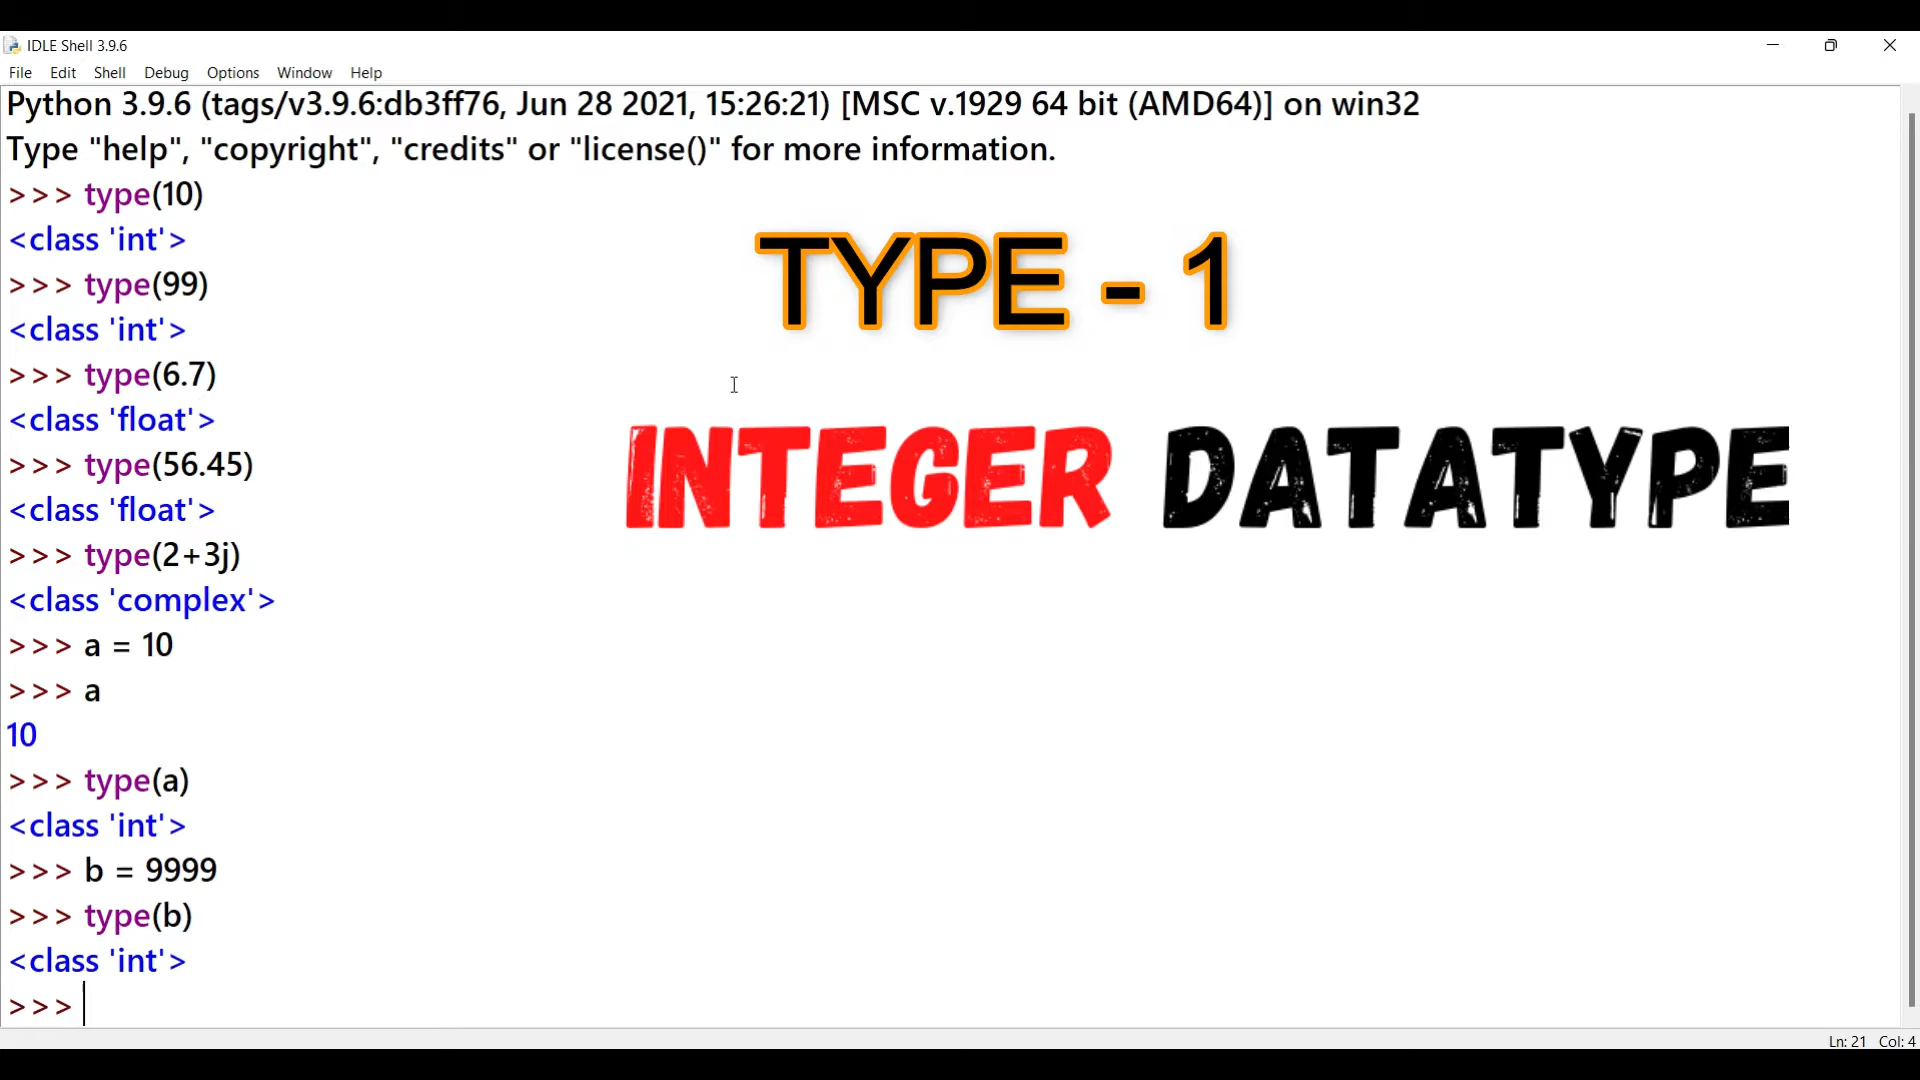 IDLE Shell 3.9.6
File Edit Shell Debug Options Window Help
Python 3.9.6 (tags/v3.9.6:db3ff76, Jun 28 2021, 15:26:21) [MSC v.1929 64 bit (AMD64)] on win32
Type "help", "copyright", "credits" or "license()" for more information.
>>> type(10)
<class 'int'>
>>> type(99)
<class 'int'>
>>> type(6.7)
<class 'float'>
>>> type(56.45)
<class 'float'>
>>> type(2+3j)
<class 'complex'>
>>> a = 10
>>> a
10
>>> type(a)
<class 'int'>
>>> b = 9999
>>> type(b)
<class 'int'>
>>>
TYPE - 1
INTEGER DATATYPE
Ln: 21 Col: 4